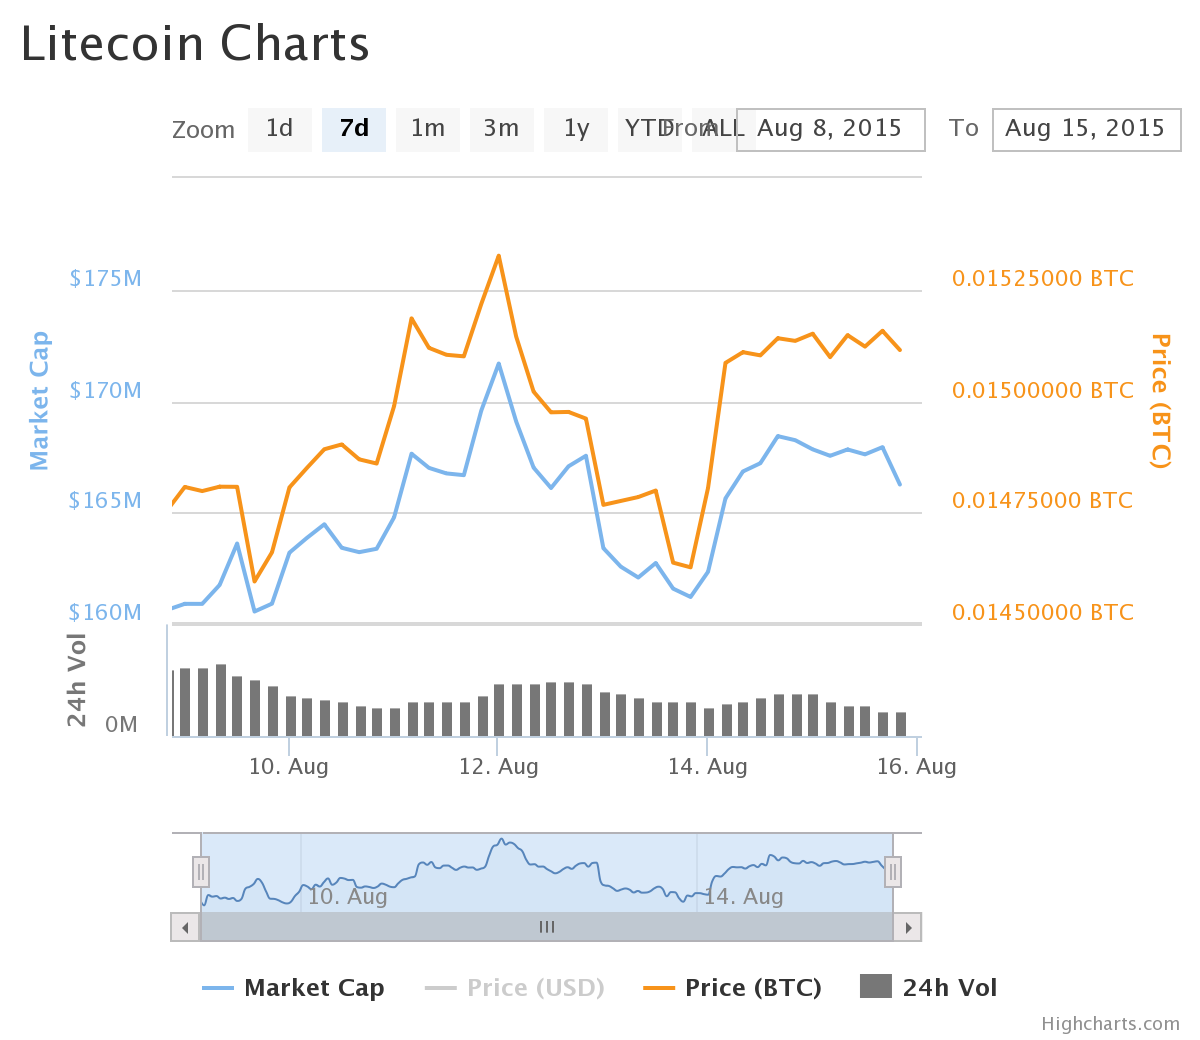 Litecoin Charts
Zoom 1d 7d 1m 3m 1y YTD From ALL Aug 8, 2015 To Aug 15, 2015
$175M 0.01525000 BTC
$170M 0.01500000 BTC
$165M 0.01475000 BTC
$160M 0.01450000 BTC
Market Cap
Price (BTC)
24h Vol
0M
10. Aug 12. Aug 14. Aug 16. Aug
10. Aug 14. Aug
Market Cap Price (USD) Price (BTC) 24h Vol
Highcharts.com